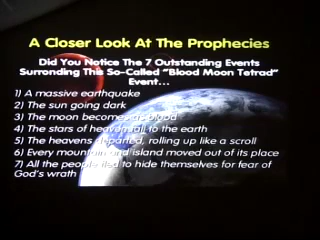 A Closer Look At The Prophecies
Did You Notice The 7 Outstanding Events
Surronding This So-Called "Blood Moon Tetrad"
Event...
1) A massive earthquake
2) The sun going dark
3) The moon becomes as blood
4) The stars of heaven fall to the earth
5) The heavens departed, rolling up like a scroll
6) Every mountain and island moved out of its place
7) All the people fled to hide themselves for fear of
God's wrath